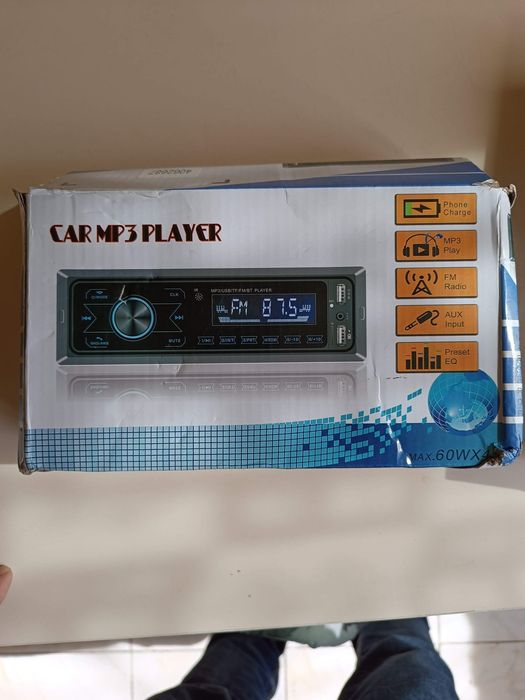 CAR MP3 PLAYER
Phone
Charge
MP3
Play
FM
Radio
AUX
Input
Preset
EQ
MP3/USB/TF/FM/BT PLAYER
CLK
FM 87.5
MUTE
MAX.60WX4